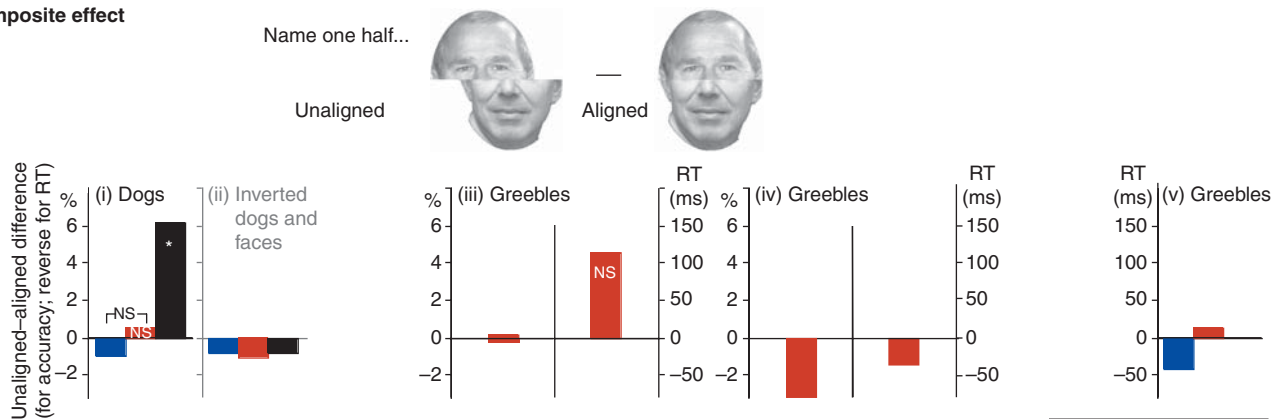 mposite effect
Name one half...
Unaligned
—
Aligned
Unaligned–aligned difference
(for accuracy; reverse for RT)
%
(i) Dogs
6
4
2
0
–2
NS
NS
*
(ii) Inverted
dogs and
faces
%
(iii) Greebles
RT
(ms)
6
4
2
0
–2
NS
150
100
50
0
–50
%
(iv) Greebles
RT
(ms)
6
4
2
0
–2
150
100
50
0
–50
RT
(ms)
(v) Greebles
150
100
50
0
–50